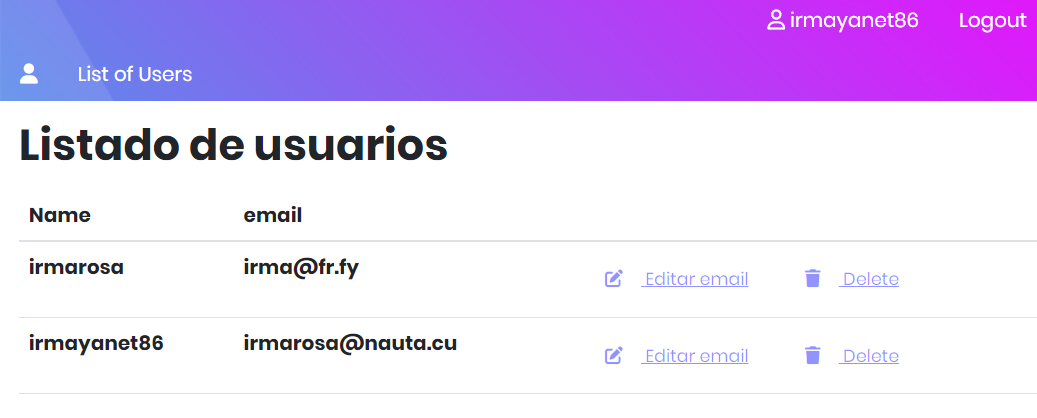 irmayanet86 Logout
List of Users
Listado de usuarios
Name email
irmarosa irma@fr.fy Editar email Delete
irmayanet86 irmarosa@nauta.cu Editar email Delete